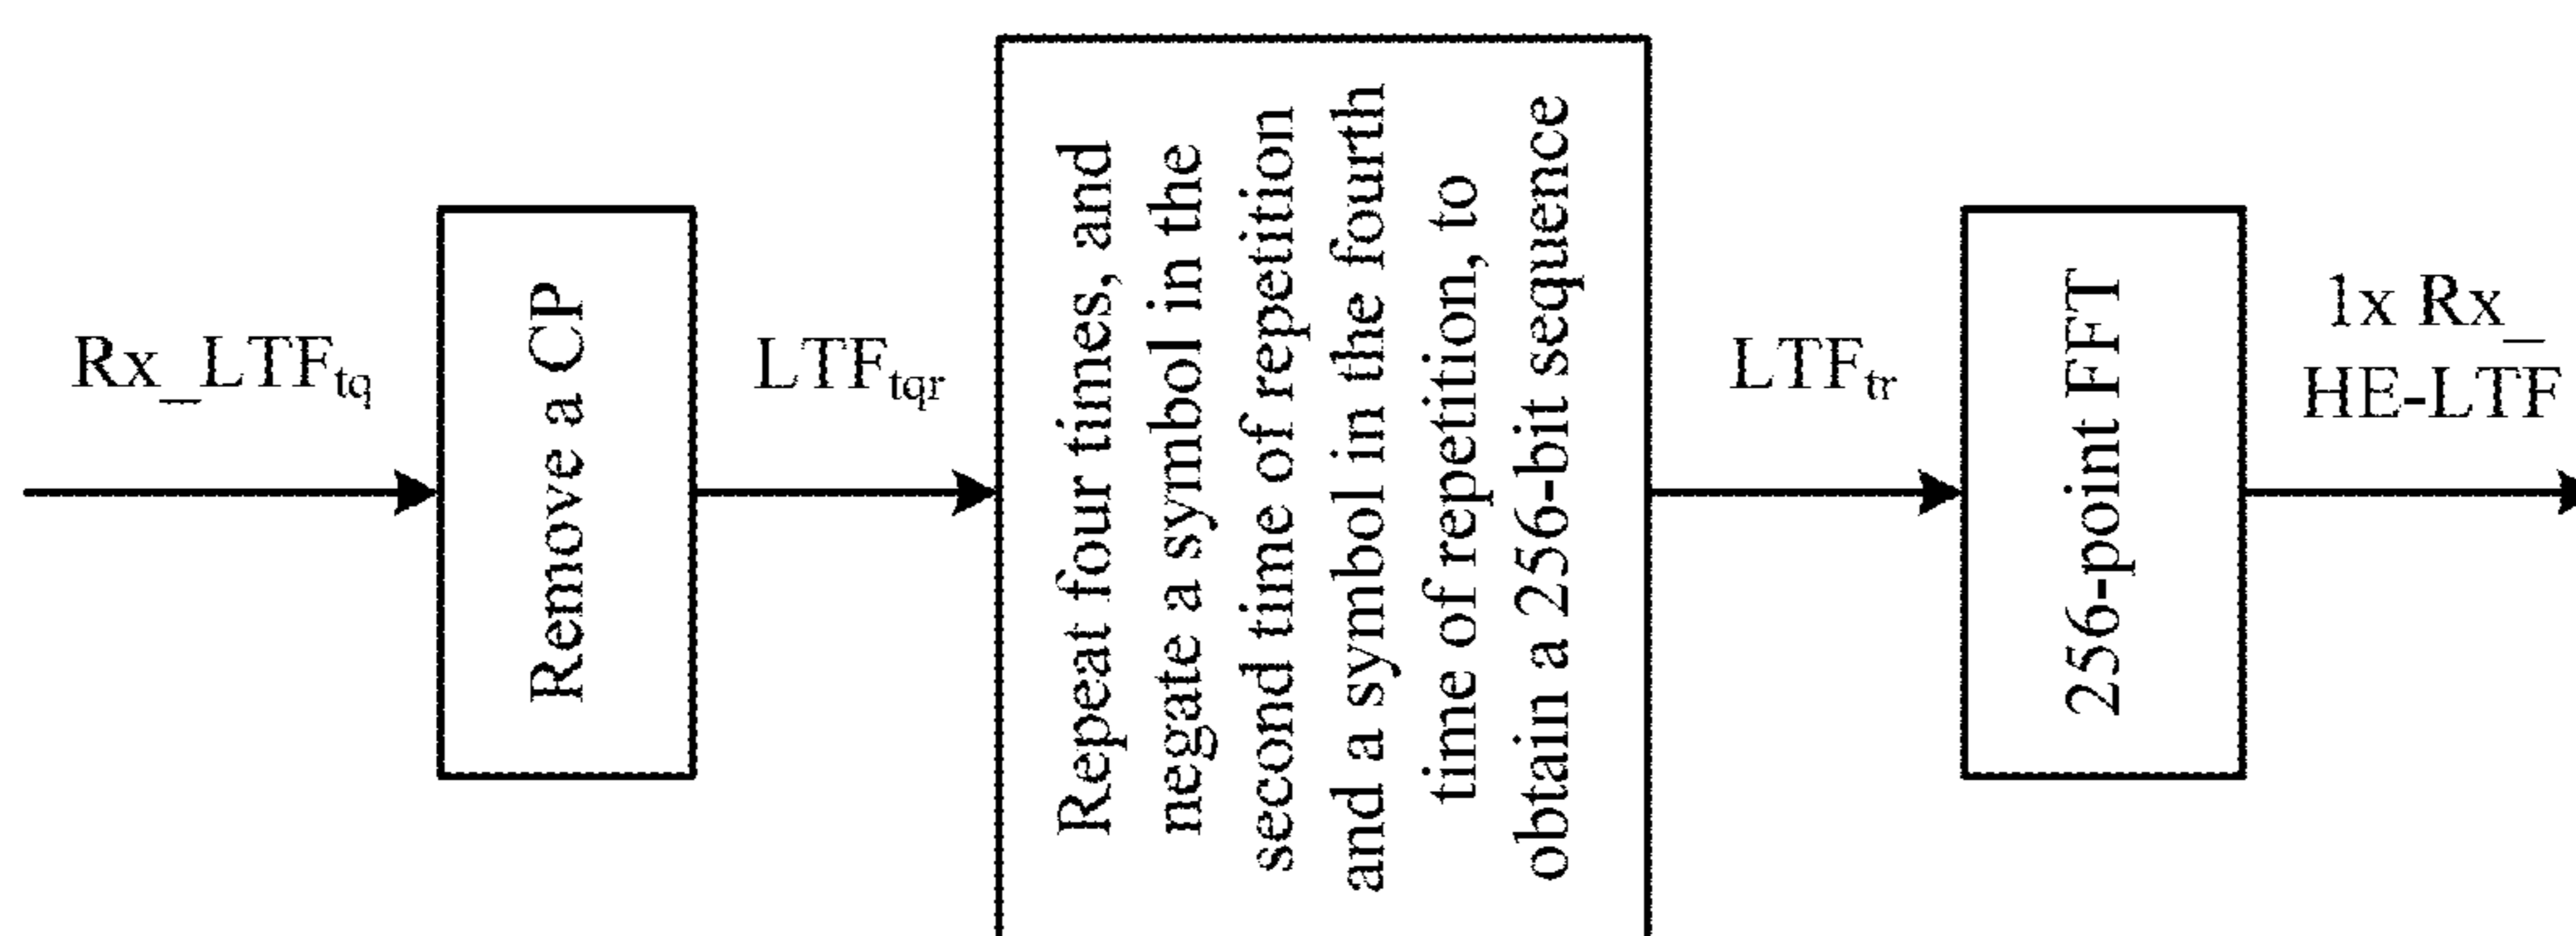 Rx_LTFtq
Remove a CP
LTFtqr
Repeat four times, and
negate a symbol in the
second time of repetition
and a symbol in the fourth
time of repetition, to
obtain a 256-bit sequence
LTFtr
256-point FFT
1x Rx_
HE-LTF